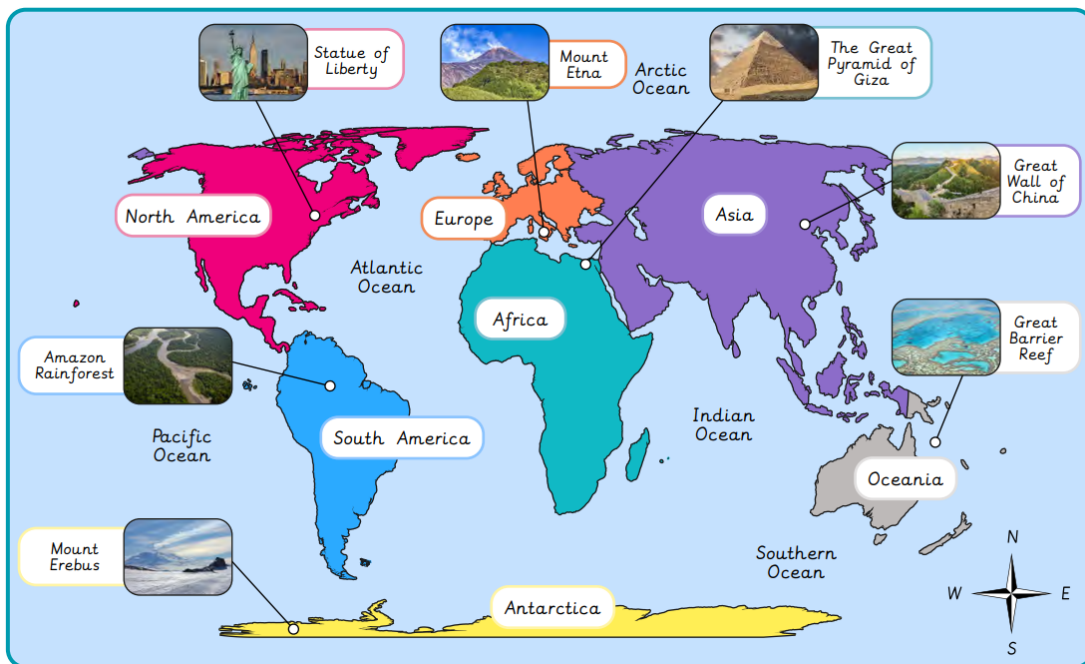 Statue of
Liberty
Mount
Etna
Arctic
Ocean
The Great
Pyramid of
Giza
Great
Wall of
China
North America
Europe
Asia
Atlantic
Ocean
Africa
Great
Barrier
Reef
Amazon
Rainforest
Pacific
Ocean
South America
Indian
Ocean
Oceania
Mount
Erebus
Southern
Ocean
Antarctica
N
W
E
S